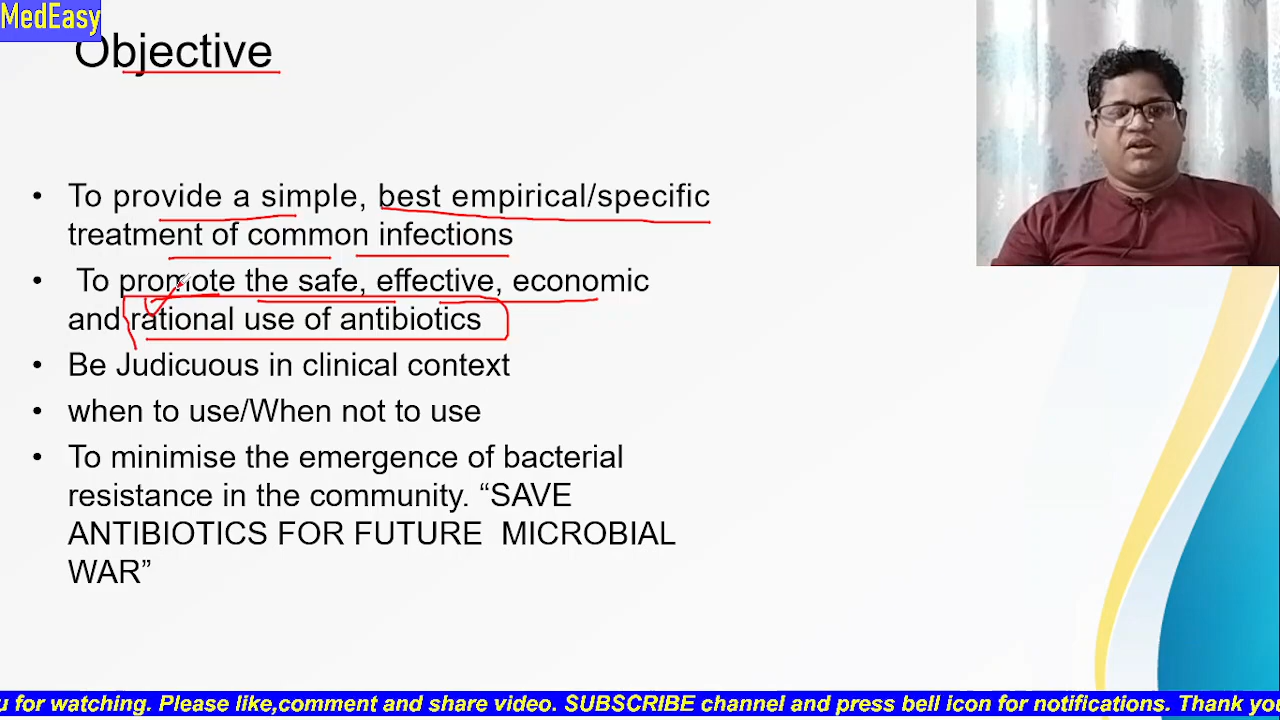 MedEasy
Objective
• To provide a simple, best empirical/specific
treatment of common infections
• To promote the safe, effective, economic
and rational use of antibiotics
• Be Judicuous in clinical context
• when to use/When not to use
• To minimise the emergence of bacterial
resistance in the community. “SAVE
ANTIBIOTICS FOR FUTURE MICROBIAL
WAR”
for watching. Please like,comment and share video. SUBSCRIBE channel and press bell icon for notifications. Thank you